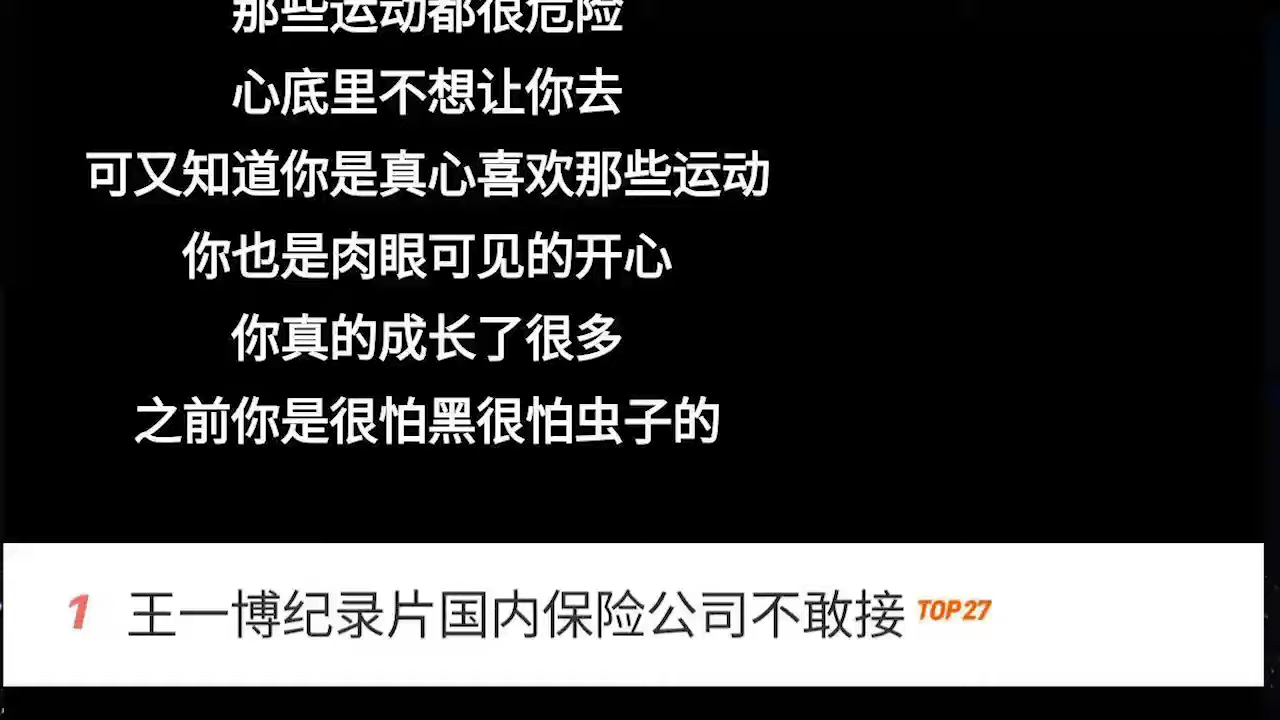 那些运动都很危险
心底里不想让你去
可又知道你是真心喜欢那些运动
你也是肉眼可见的开心
你真的成长了很多
之前你是很怕黑很怕虫子的
1 王一博纪录片国内保险公司不敢接 TOP27